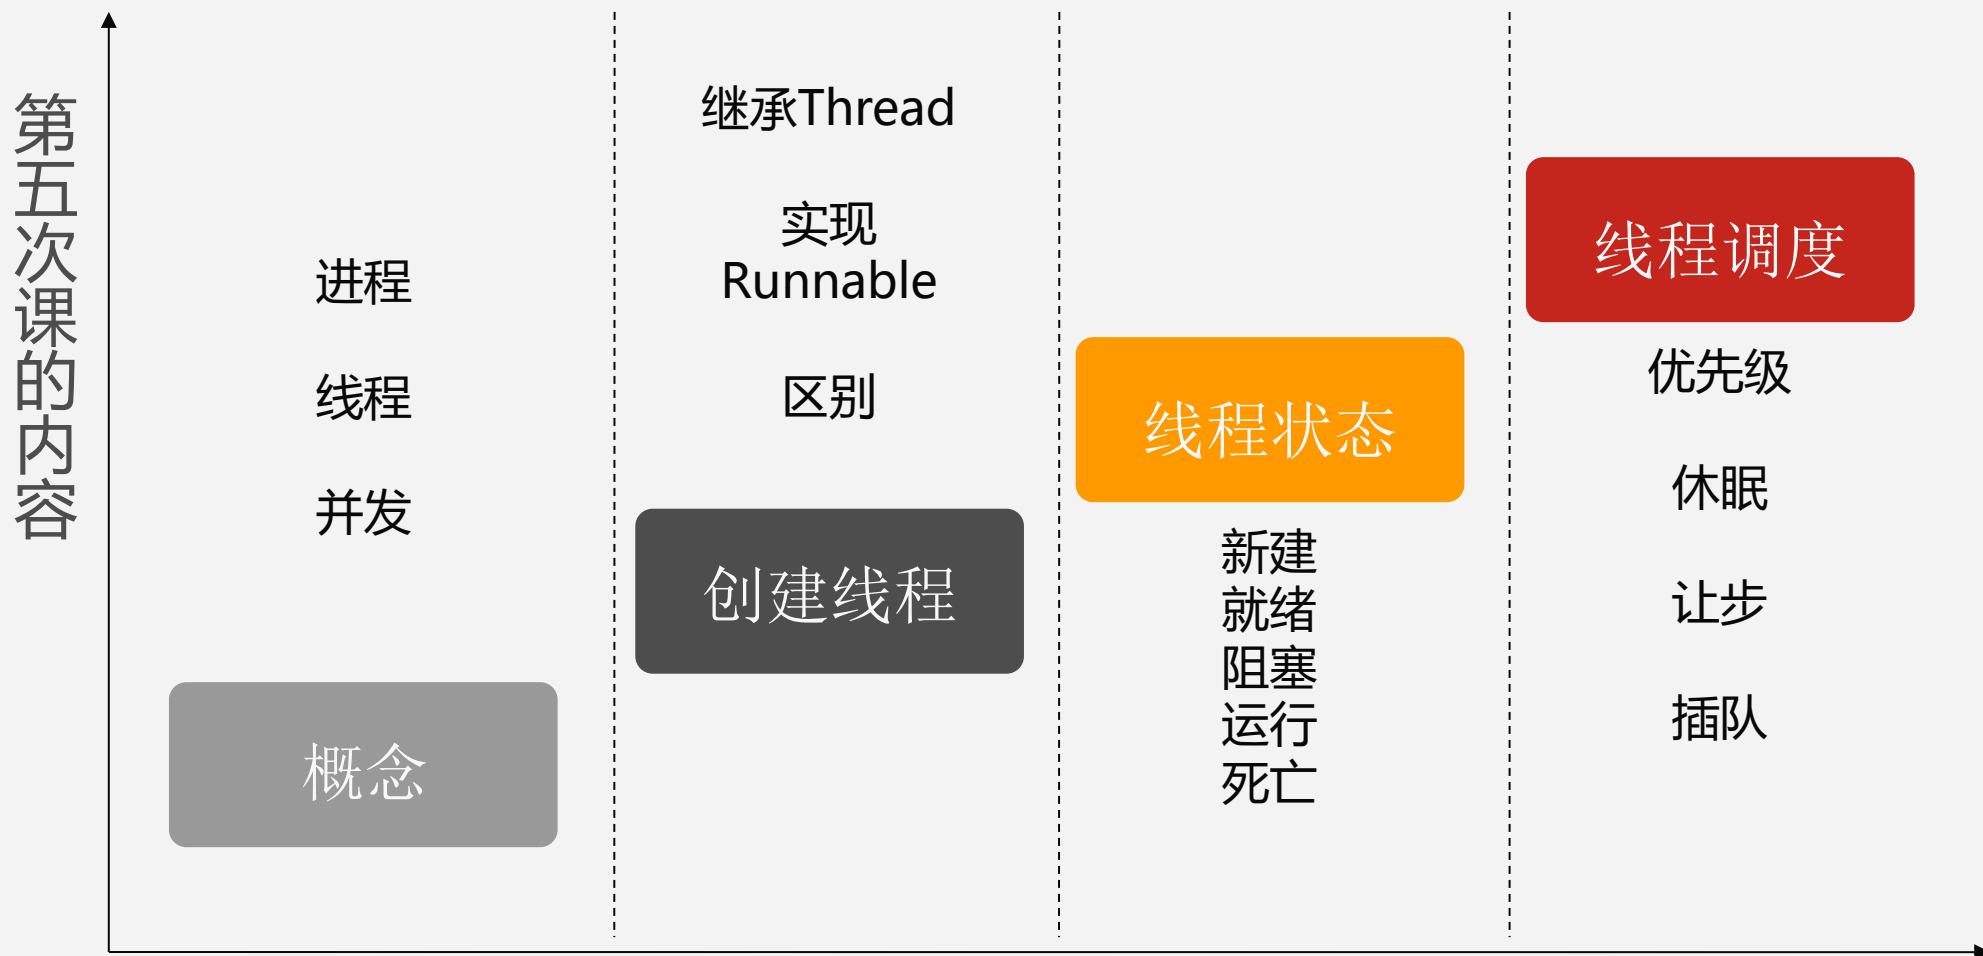 第五次课的内容
进程
线程
并发
概念
继承Thread
实现
Runnable
区别
创建线程
线程状态
新建
就绪
阻塞
运行
死亡
线程调度
优先级
休眠
让步
插队